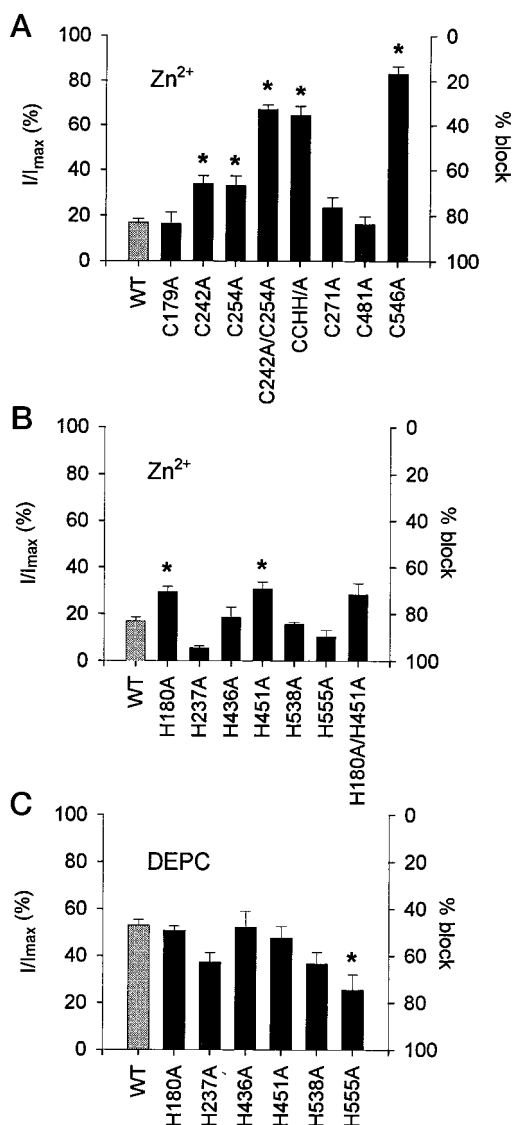 A
Zn2+
I/Imax (%)
100
80
60
40
20
0
* * * * *
0
20
40
60
80
100
% block
WT
C179A
C242A
C254A
C242A/C254A
CCHH/A
C271A
C481A
C546A
B
Zn2+
I/Imax (%)
100
80
60
40
20
0
* *
0
20
40
60
80
100
% block
WT
H180A
H237A
H436A
H451A
H538A
H555A
H180A/H451A
C
DEPC
I/Imax (%)
100
80
60
40
20
0
*
0
20
40
60
80
100
% block
WT
H180A
H237A
H436A
H451A
H538A
H555A